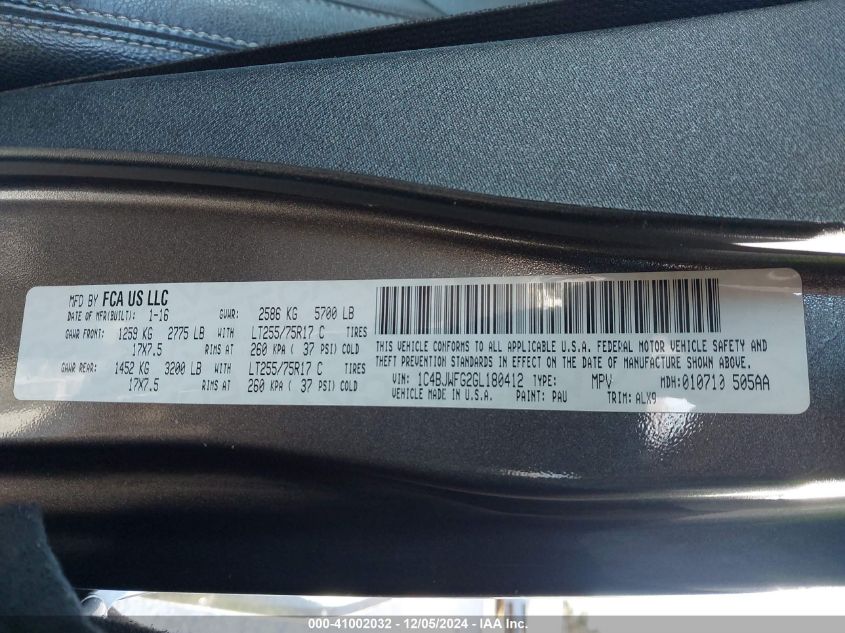 MFD BY FCA US LLC
DATE OF MFR(BUILT): 1-16 GVWR: 2586 KG 5700 LB
GAWR FRONT: 1259 KG 2775 LB WITH LT255/75R17 C TIRES
17X7.5 RIMS AT 260 KPA ( 37 PSI) COLD
GAWR REAR: 1452 KG 3200 LB WITH LT255/75R17 C TIRES
17X7.5 RIMS AT 260 KPA ( 37 PSI) COLD
THIS VEHICLE CONFORMS TO ALL APPLICABLE U.S.A. FEDERAL MOTOR VEHICLE SAFETY AND
THEFT PREVENTION STANDARDS IN EFFECT ON THE DATE OF MANUFACTURE SHOWN ABOVE.
VIN: 1C4BJWFG2GL180412 TYPE: MPV MDH: 010713 505AA
VEHICLE MADE IN U.S.A. PAINT: PAU TRIM: ALX9
000-41002032 - 12/05/2024 - IAA Inc.